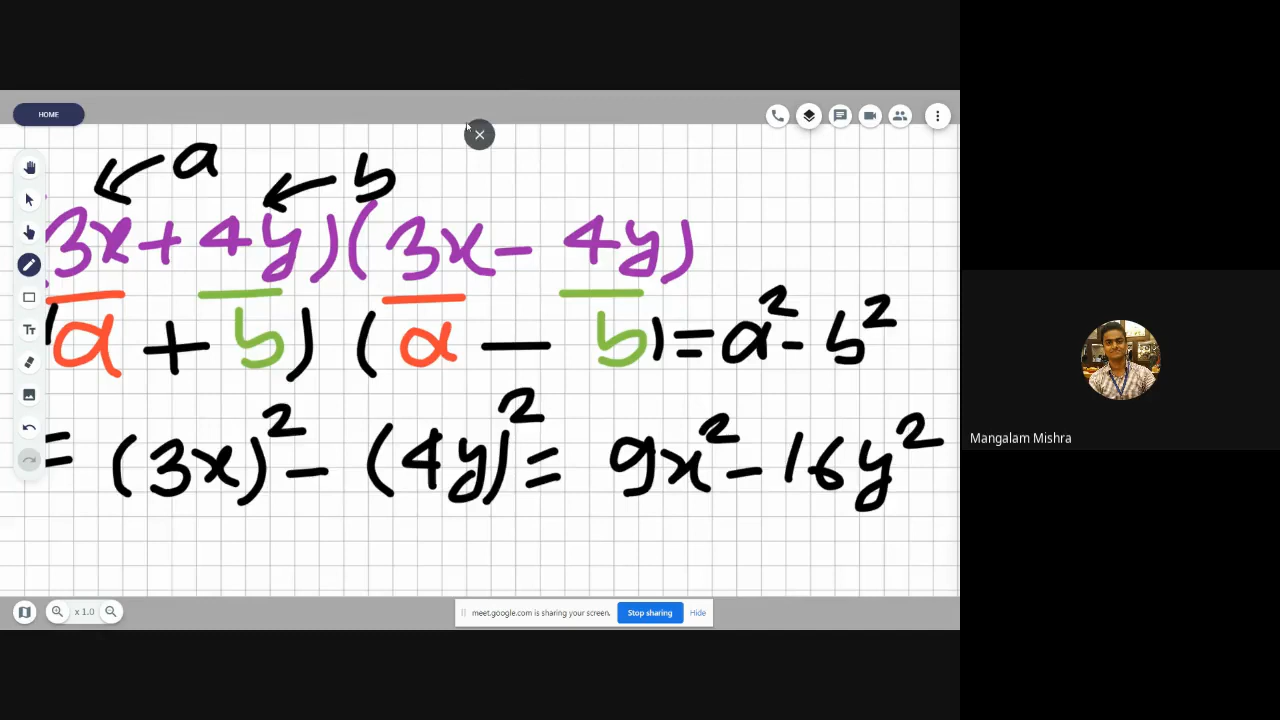 HOME
a
b
3x + 4y) (3x - 4y)
(a + b) (a - b) = a² - b²
= (3x)² - (4y)² = 9x² - 16y²
Tт
x 1.0
meet.google.com is sharing your screen. Stop sharing Hide
Mangalam Mishra